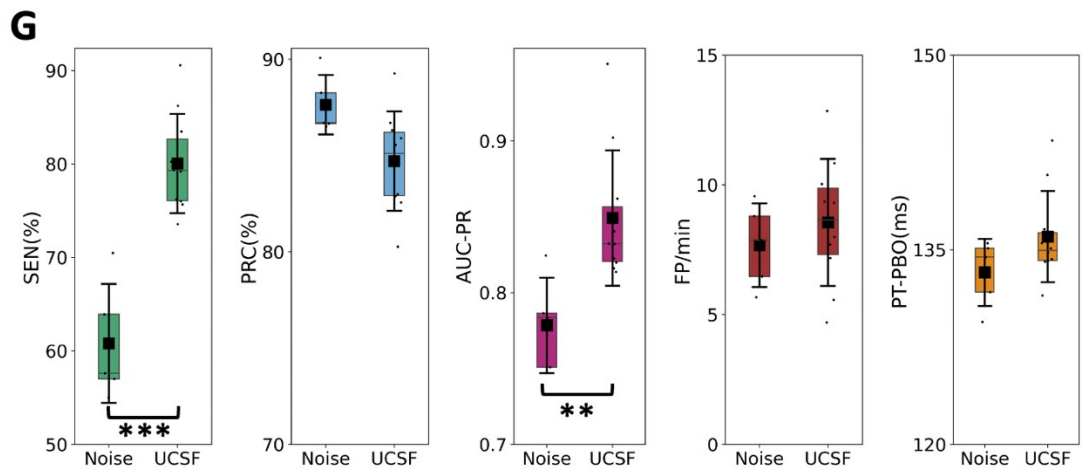 G
SEN(%)
90
80
70
60
50
Noise UCSF
***
PRC(%)
90
80
70
Noise UCSF
AUC-PR
0.9
0.8
0.7
Noise UCSF
**
FP/min
15
10
5
0
Noise UCSF
PT-PBO(ms)
150
135
120
Noise UCSF